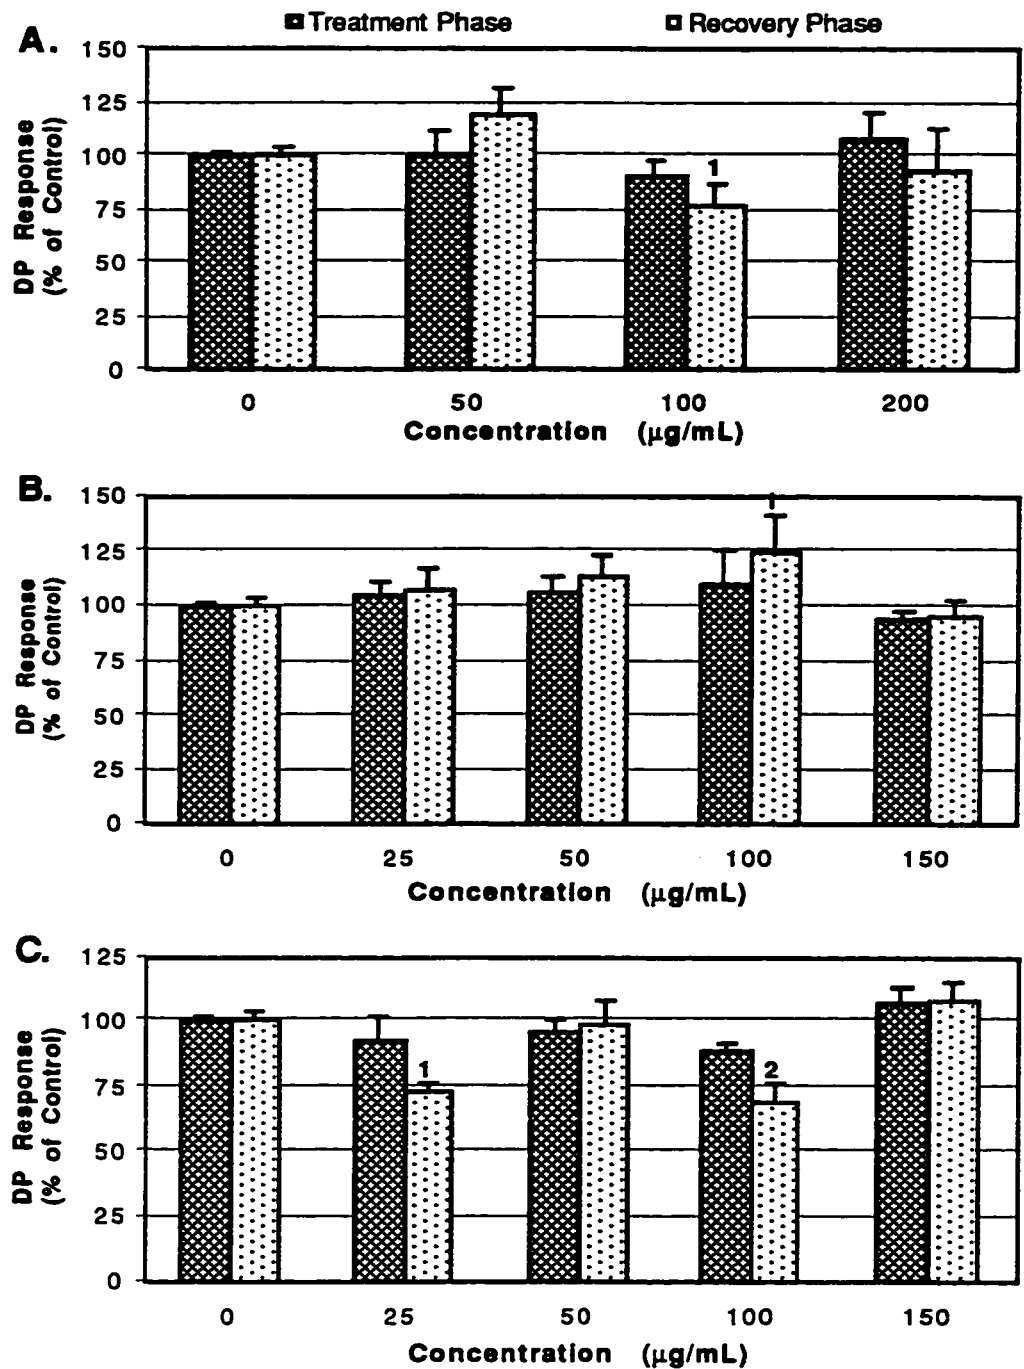 Treatment Phase Recovery Phase
A.
150
125
100
75
50
25
0
DP Response
(% of Control)
1
0 50 100 200
Concentration (µg/mL)
B.
150
125
100
75
50
25
0
DP Response
(% of Control)
1
0 25 50 100 150
Concentration (µg/mL)
C.
125
100
75
50
25
0
DP Response
(% of Control)
1 2
0 25 50 100 150
Concentration (µg/mL)